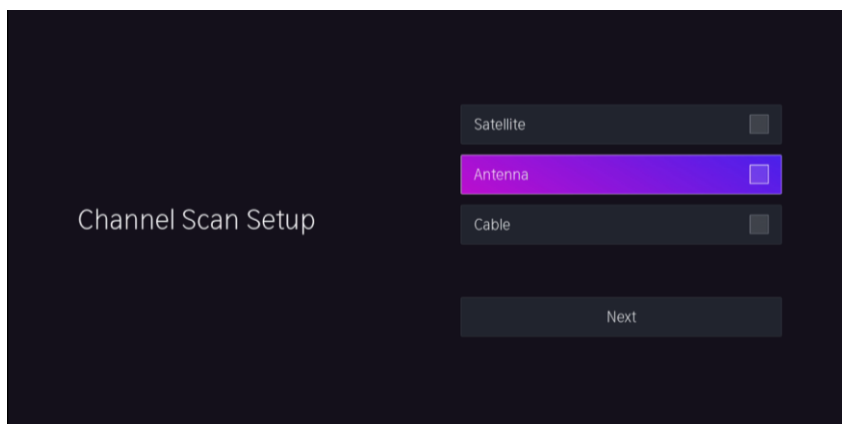 Channel Scan Setup
Satellite
Antenna
Cable
Next